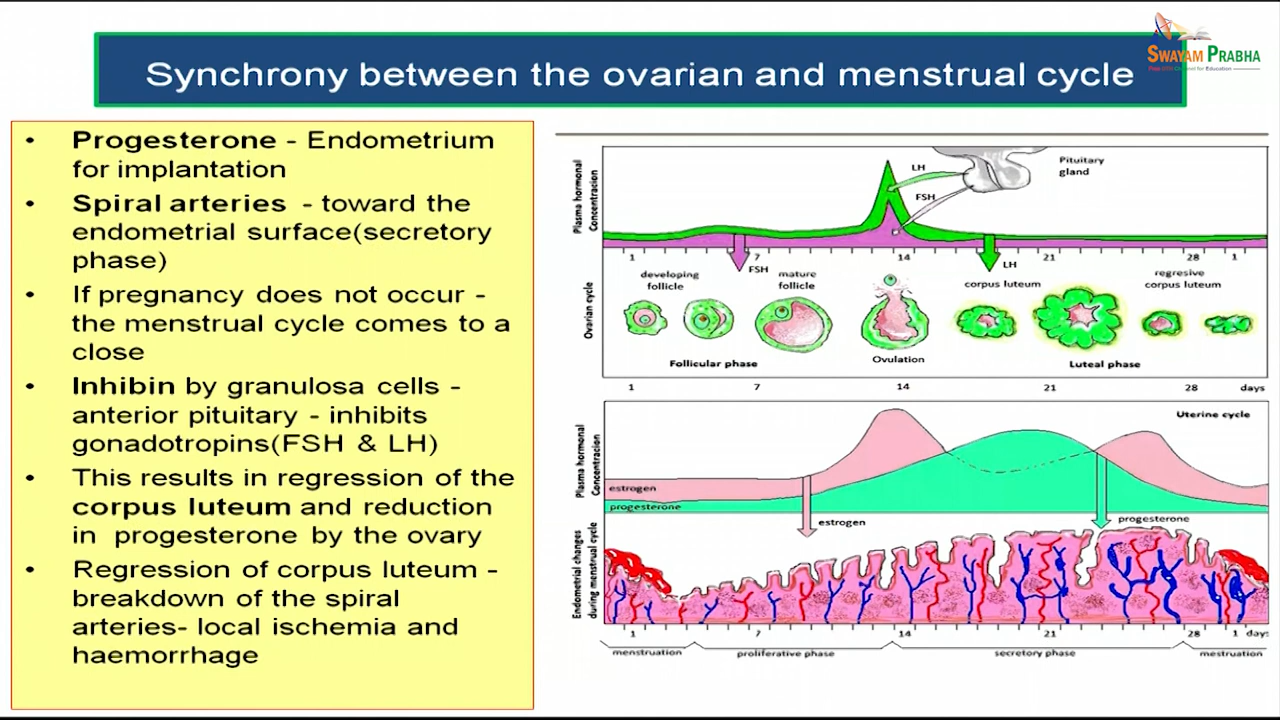 SWAYAM PRABHA
Synchrony between the ovarian and menstrual cycle
• Progesterone - Endometrium
for implantation
• Spiral arteries - toward the
endometrial surface(secretory
phase)
• If pregnancy does not occur -
the menstrual cycle comes to a
close
• Inhibin by granulosa cells -
anterior pituitary - inhibits
gonadotropins(FSH & LH)
• This results in regression of the
corpus luteum and reduction
in progesterone by the ovary
• Regression of corpus luteum -
breakdown of the spiral
arteries- local ischemia and
haemorrhage
Plasma hormonal
Concentracion
LH
FSH
Pituitary
gland
1 7 14 21 28 1
FSH
LH
Ovarian cycle
developing
follicle
mature
follicle
corpus luteum
regresive
corpus luteum
Follicular phase
Ovulation
Luteal phase
1 7 14 21 28 days
Uterine cycle
Plasma hormonal
Concentracion
estrogen
progesterone
estrogen
progesterone
Endometrial changes
during menstrual cycle
1 7 14 21 28 1 days
menstruation
proliferative phase
secretory phase
mestruation